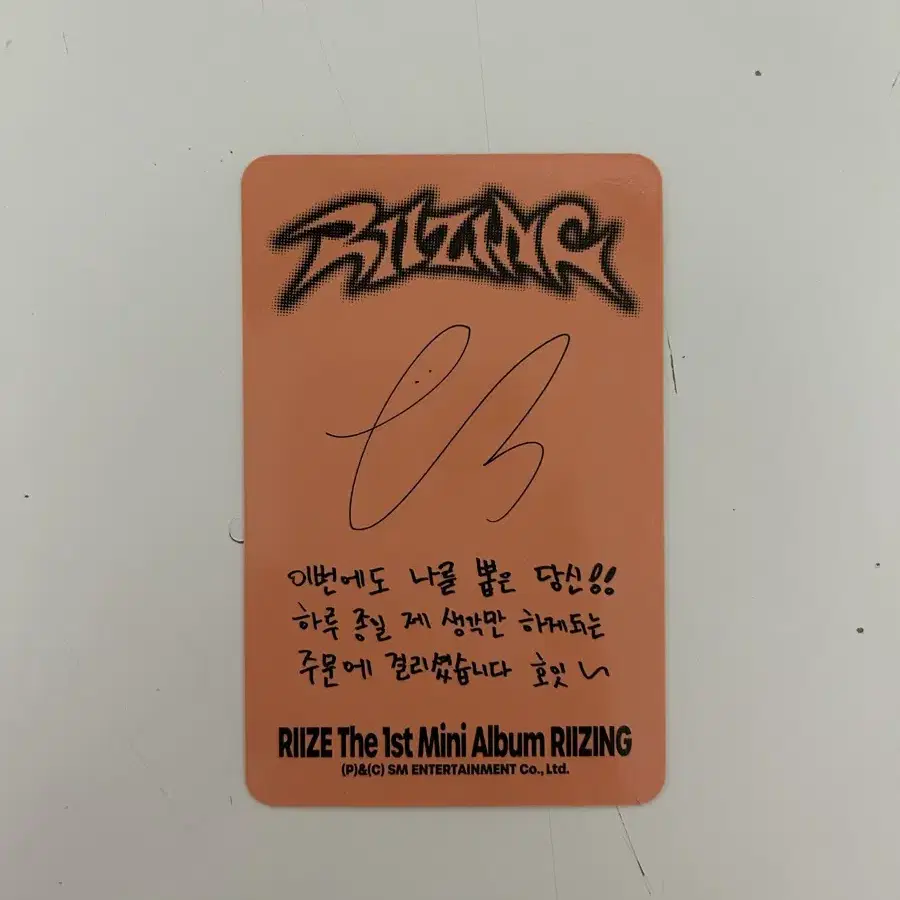 RIIZING
이번에도 나를 뽑은 당신!!
하루 종일 제 생각만 하게되는
주문에 걸리셨습니다 호잇~
RIIZE The 1st Mini Album RIIZING
(P)&(C) SM ENTERTAINMENT Co., Ltd.